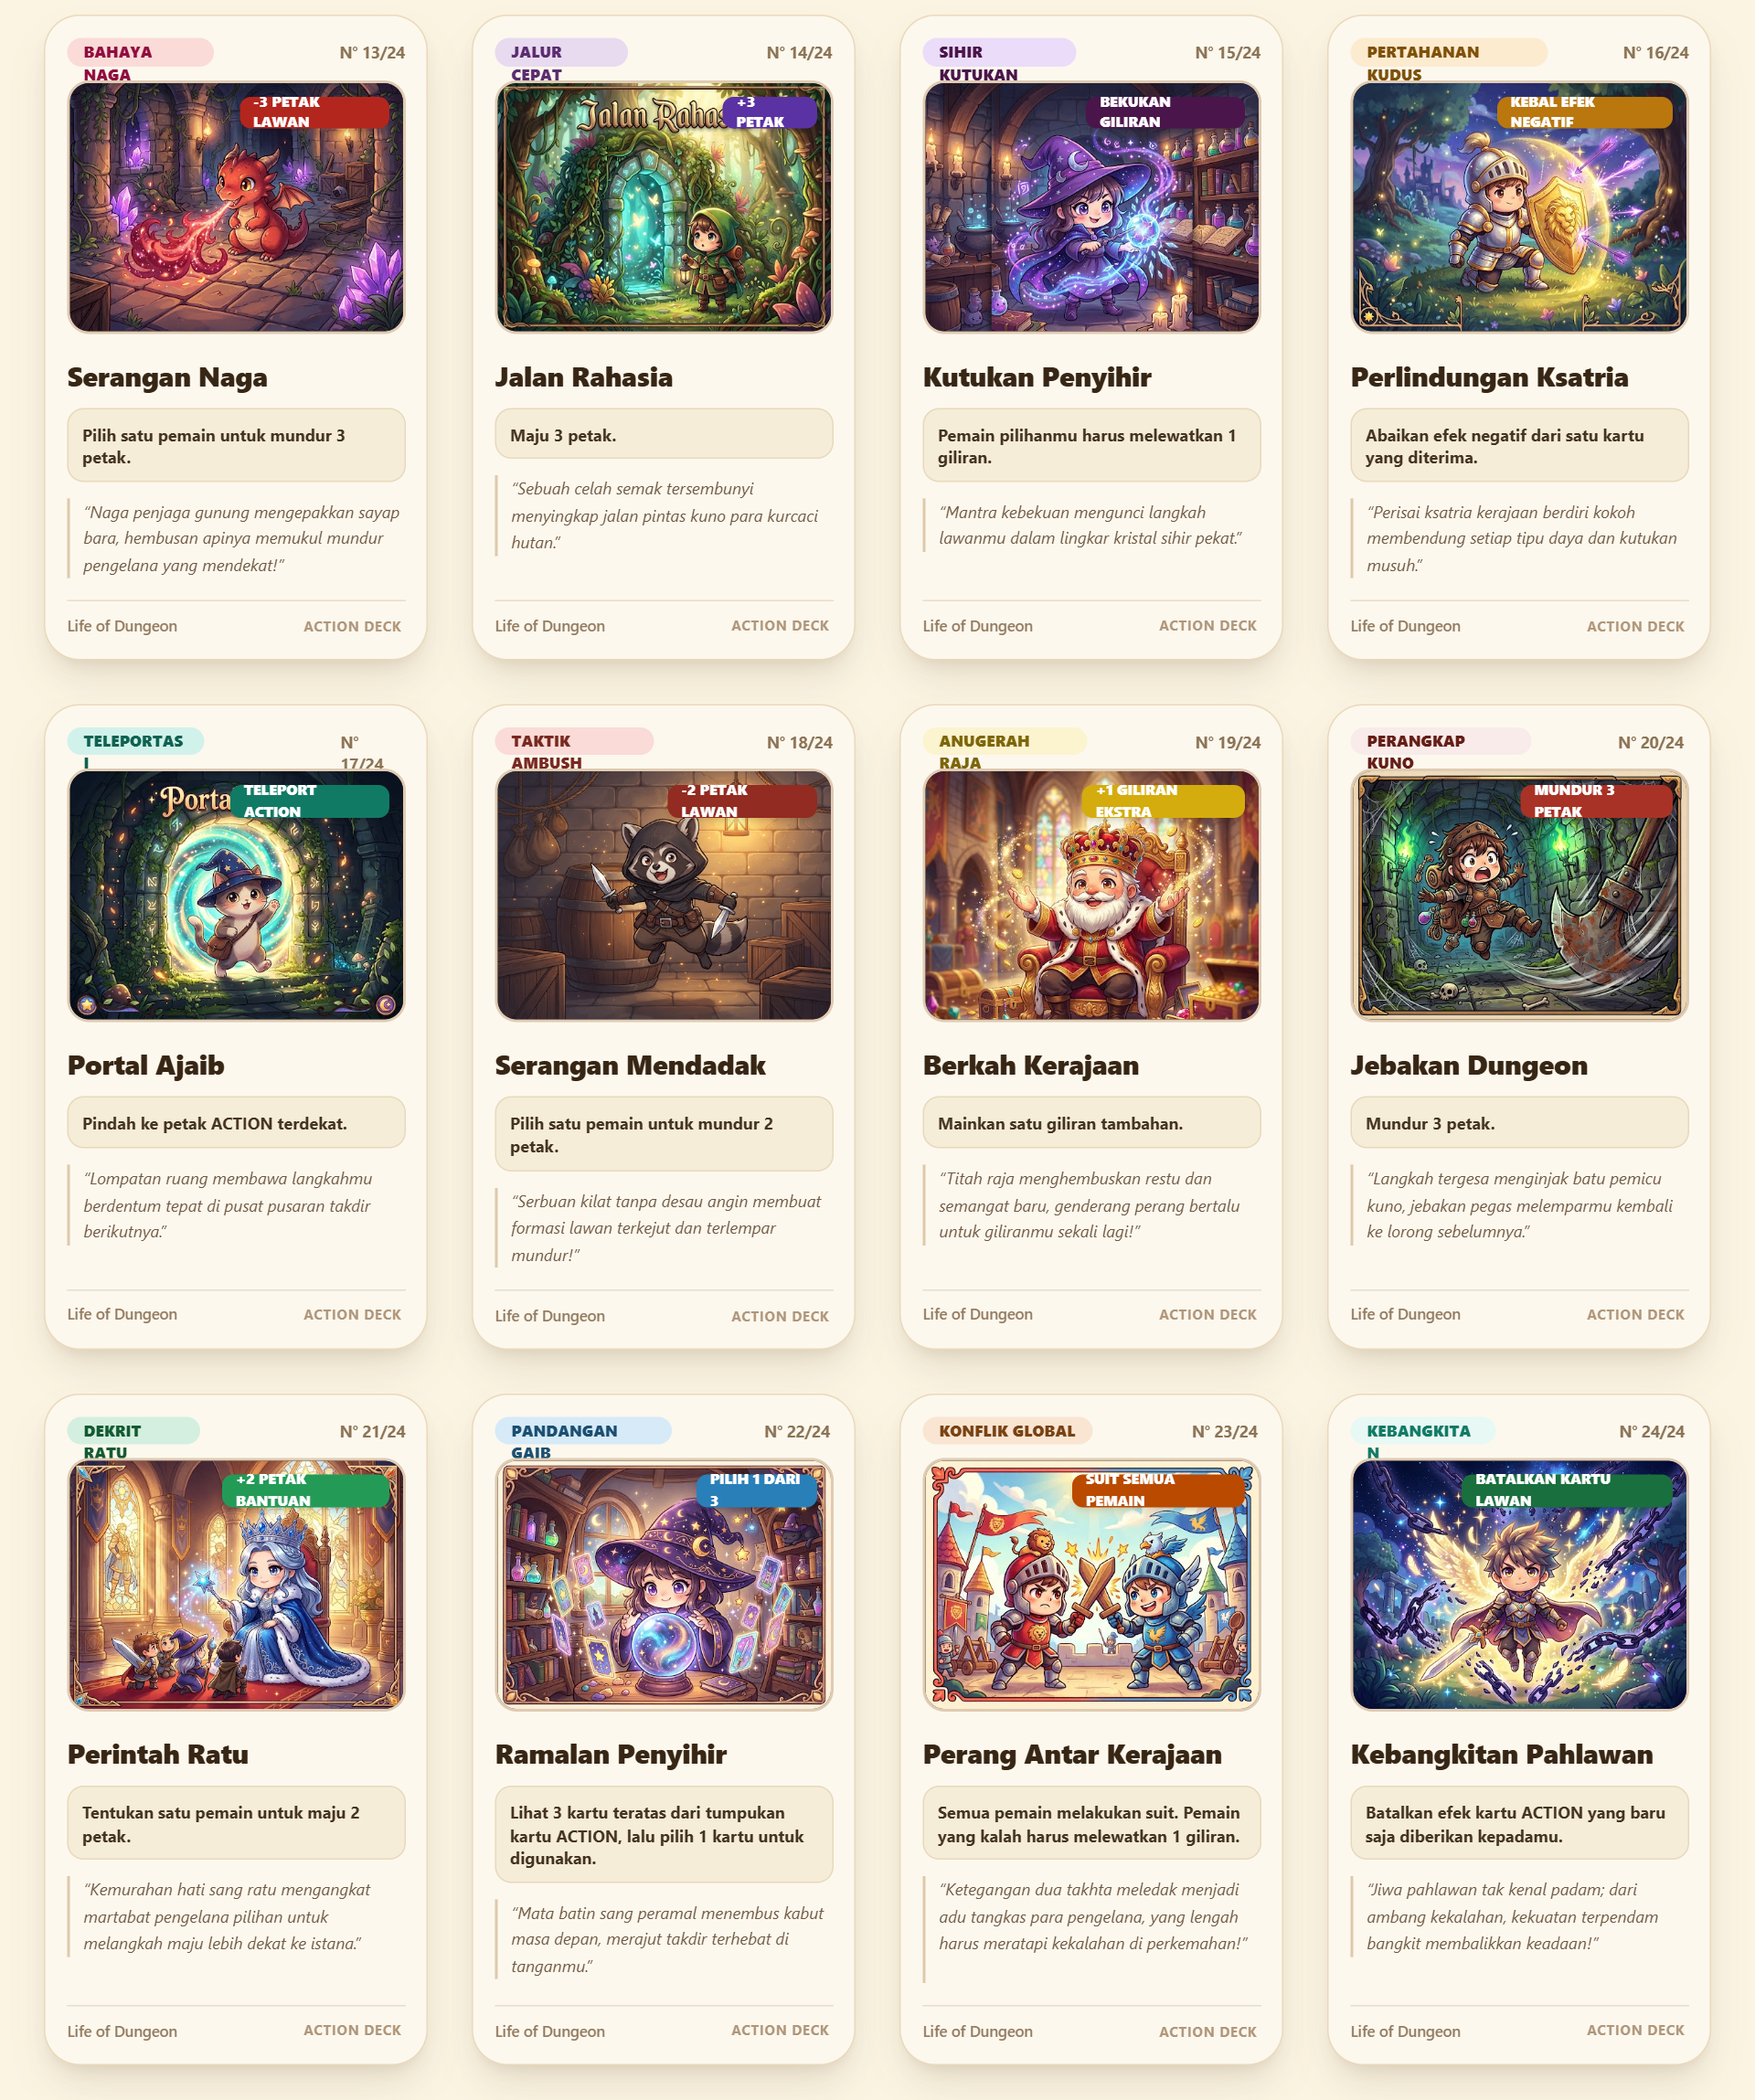 BAHAYA
NAGA
N° 13/24
-3 PETAK
LAWAN
Serangan Naga
Pilih satu pemain untuk mundur 3
petak.
“Naga penjaga gunung mengepakkan sayap
bara, hembusan apinya memukul mundur
pengelana yang mendekat!”
Life of Dungeon
ACTION DECK
JALUR
CEPAT
N° 14/24
Jalan Rahas
+3
PETAK
Jalan Rahasia
Maju 3 petak.
“Sebuah celah semak tersembunyi
menyingkap jalan pintas kuno para kurcaci
hutan.”
Life of Dungeon
ACTION DECK
SIHIR
KUTUKAN
N° 15/24
BEKUKAN
GILIRAN
Kutukan Penyihir
Pemain pilihanmu harus melewatkan 1
giliran.
“Mantra kebekuan mengunci langkah
lawanmu dalam lingkar kristal sihir pekat.”
Life of Dungeon
ACTION DECK
PERTAHANAN
KUDUS
N° 16/24
KEBAL EFEK
NEGATIF
Perlindungan Ksatria
Abaikan efek negatif dari satu kartu
yang diterima.
“Perisai ksatria kerajaan berdiri kokoh
membendung setiap tipu daya dan kutukan
musuh.”
Life of Dungeon
ACTION DECK
TELEPORTAS
I
N°
17/24
Porta
TELEPORT
ACTION
Portal Ajaib
Pindah ke petak ACTION terdekat.
“Lompatan ruang membawa langkahmu
berdentum tepat di pusat pusaran takdir
berikutnya.”
Life of Dungeon
ACTION DECK
TAKTIK
AMBUSH
N° 18/24
-2 PETAK
LAWAN
Serangan Mendadak
Pilih satu pemain untuk mundur 2
petak.
“Serbuan kilat tanpa desau angin membuat
formasi lawan terkejut dan terlempar
mundur!”
Life of Dungeon
ACTION DECK
ANUGERAH
RAJA
N° 19/24
+1 GILIRAN
EKSTRA
Berkah Kerajaan
Mainkan satu giliran tambahan.
“Titah raja menghembuskan restu dan
semangat baru, genderang perang bertalu
untuk giliranmu sekali lagi!”
Life of Dungeon
ACTION DECK
PERANGKAP
KUNO
N° 20/24
MUNDUR 3
PETAK
Jebakan Dungeon
Mundur 3 petak.
“Langkah tergesa menginjak batu pemicu
kuno, jebakan pegas melemparmu kembali
ke lorong sebelumnya.”
Life of Dungeon
ACTION DECK
DEKRIT
RATU
N° 21/24
+2 PETAK
BANTUAN
Perintah Ratu
Tentukan satu pemain untuk maju 2
petak.
“Kemurahan hati sang ratu mengangkat
martabat pengelana pilihan untuk
melangkah maju lebih dekat ke istana.”
Life of Dungeon
ACTION DECK
PANDANGAN
GAIB
N° 22/24
PILIH 1 DARI
3
Ramalan Penyihir
Lihat 3 kartu teratas dari tumpukan
kartu ACTION, lalu pilih 1 kartu untuk
digunakan.
“Mata batin sang peramal menembus kabut
masa depan, merajut takdir terhebat di
tanganmu.”
Life of Dungeon
ACTION DECK
KONFLIK GLOBAL
N° 23/24
SUIT SEMUA
PEMAIN
Perang Antar Kerajaan
Semua pemain melakukan suit. Pemain
yang kalah harus melewatkan 1 giliran.
“Ketegangan dua takhta meledak menjadi
adu tangkas para pengelana, yang lengah
harus meratapi kekalahan di perkemahan!”
Life of Dungeon
ACTION DECK
KEBANGKITA
N
N° 24/24
BATALKAN KARTU
LAWAN
Kebangkitan Pahlawan
Batalkan efek kartu ACTION yang baru
saja diberikan kepadamu.
“Jiwa pahlawan tak kenal padam; dari
ambang kekalahan, kekuatan terpendam
bangkit membalikkan keadaan!”
Life of Dungeon
ACTION DECK